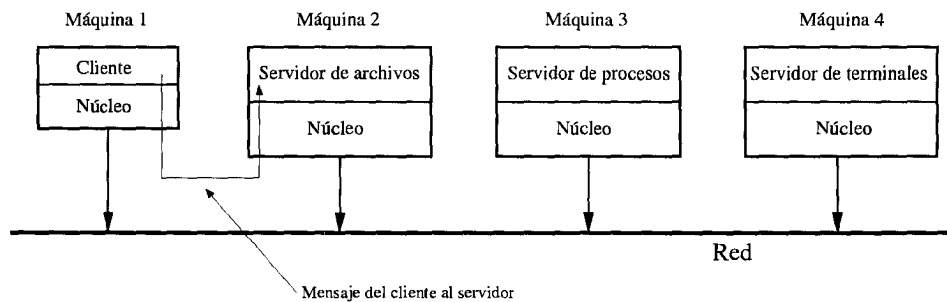 Máquina 1
Máquina 2
Máquina 3
Máquina 4
Cliente
Servidor de archivos
Servidor de procesos
Servidor de terminales
Núcleo
Núcleo
Núcleo
Núcleo
Red
Mensaje del cliente al servidor